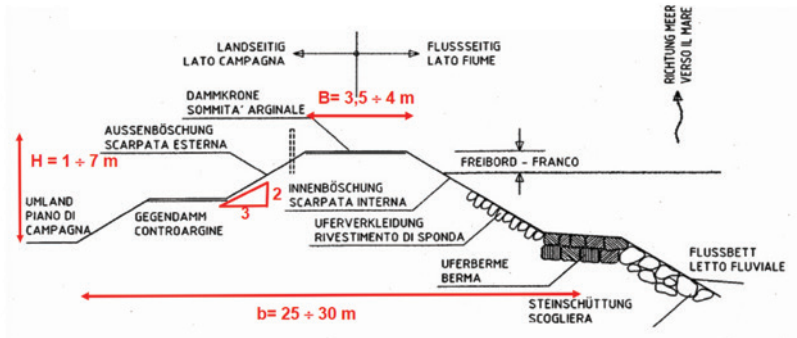 LANDSEITIG
LATO CAMPAGNA
FLUSSSEITIG
LATO FIUME
RICHTUNG MEER
VERSO IL MARE
DAMMKRONE
SOMMITA' ARGINALE
B= 3,5 ÷ 4 m
AUSSENBÖSCHUNG
SCARPATA ESTERNA
H = 1 ÷ 7 m
FREIBORD - FRANCO
UMLAND
PIANO DI
CAMPAGNA
GEGENDAMM
CONTROARGINE
2
3
INNENBÖSCHUNG
SCARPATA INTERNA
UFERVERKLEIDUNG
RIVESTIMENTO DI SPONDA
UFERBERME
BERMA
FLUSSBETT
LETTO FLUVIALE
b= 25 ÷ 30 m
STEINSCHÜTTUNG
SCOGLIERA